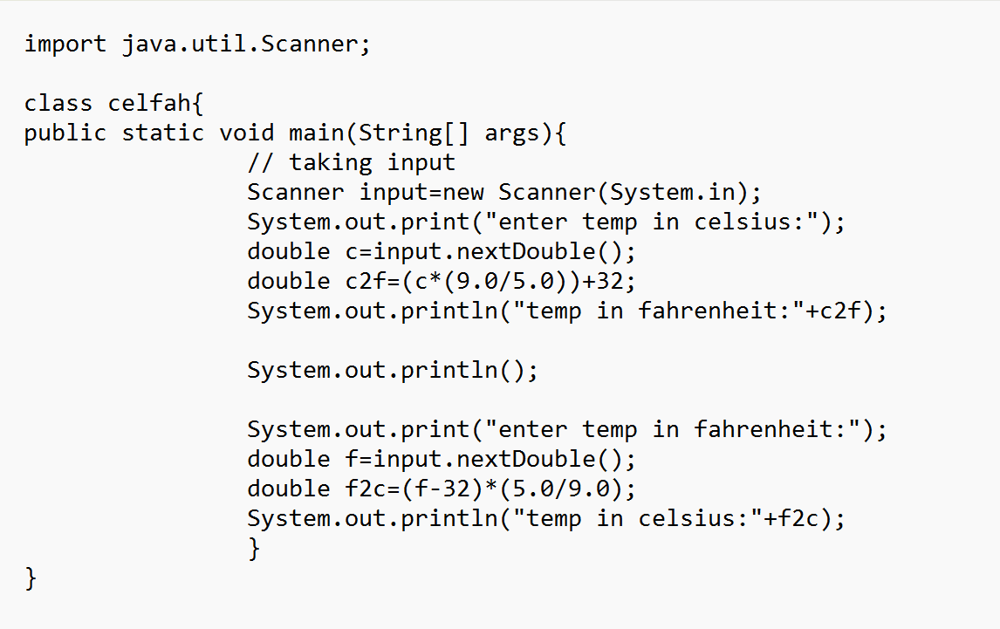 import java.util.Scanner;
class celfah{
public static void main(String[] args){
// taking input
Scanner input=new Scanner(System.in);
System.out.print("enter temp in celsius:");
double c=input.nextDouble();
double c2f=(c*(9.0/5.0))+32;
System.out.println("temp in fahrenheit:"+c2f);
System.out.println();
System.out.print("enter temp in fahrenheit:");
double f=input.nextDouble();
double f2c=(f-32)*(5.0/9.0);
System.out.println("temp in celsius:"+f2c);
}
}